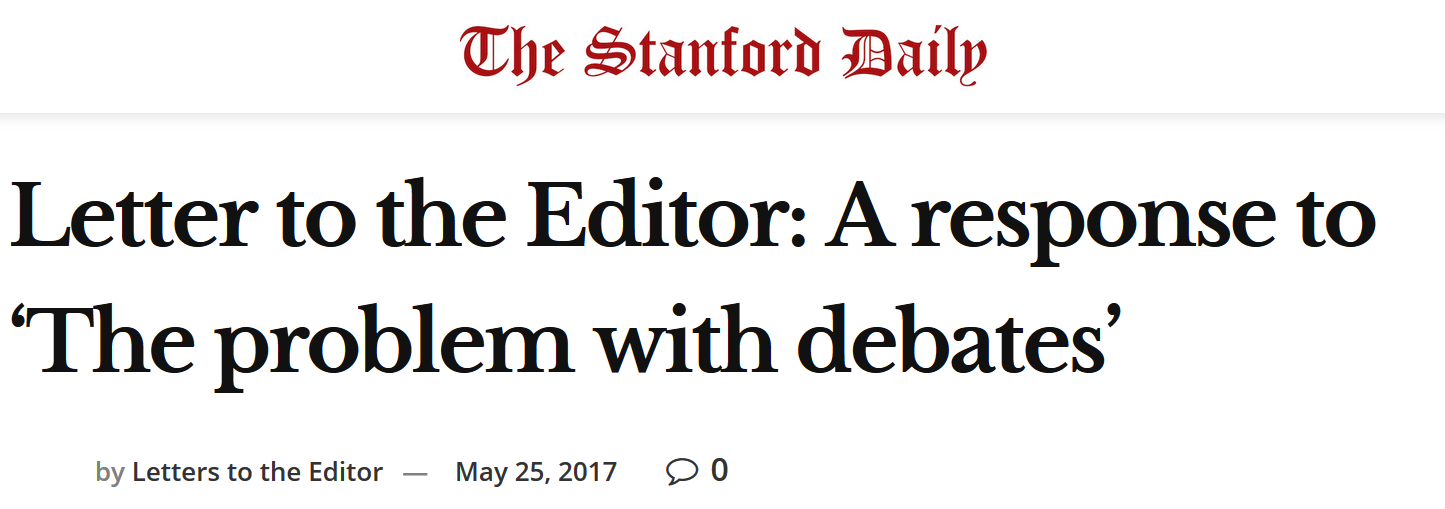 The Stanford Daily
Letter to the Editor: A response to
‘The problem with debates’
by Letters to the Editor — May 25, 2017 0